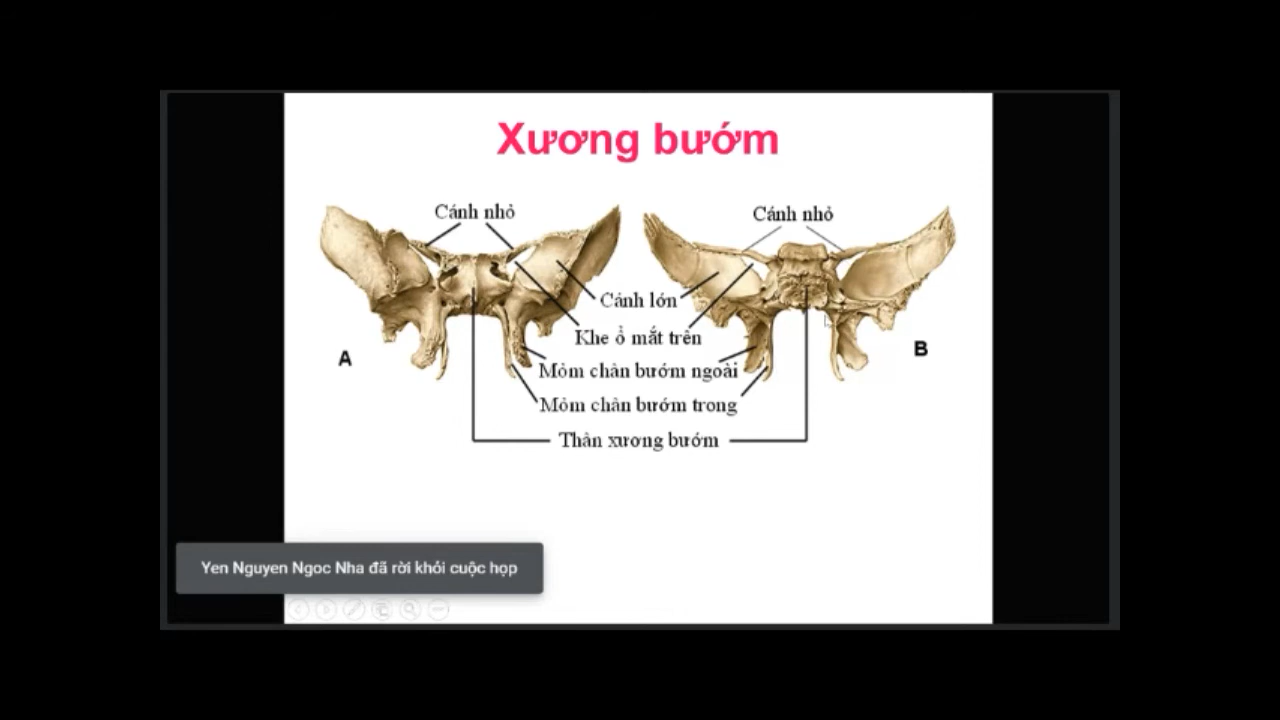 Xương bướm
Cánh nhỏ
Cánh nhỏ
Cánh lớn
Khe ổ mắt trên
Mỏm chân bướm ngoài
A
B
Mỏm chân bướm trong
Thân xương bướm
Yen Nguyen Ngoc Nha đã rời khỏi cuộc họp